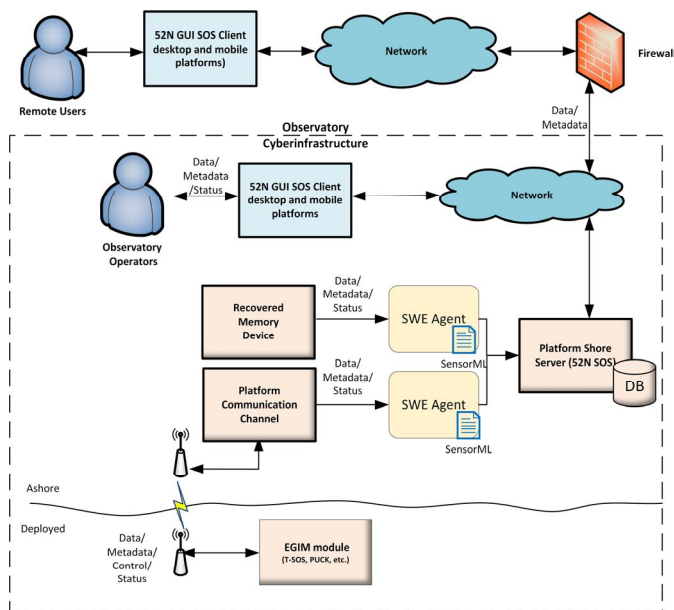 52N GUI SOS Client
desktop and mobile
platforms)
Network
Firewall
Remote Users
Data/
Metadata
Observatory
Cyberinfrastructure
Data/
Metadata
/Status
52N GUI SOS Client
desktop and mobile
platforms
Network
Observatory
Operators
Recovered
Memory
Device
Data/
Metadata/
Status
SWE Agent
SensorML
Platform Shore
Server (52N SOS)
DB
Platform
Communication
Channel
Data/
Metadata/
Status
SWE Agent
SensorML
Ashore
Deployed
Data/
Metadata/
Control/
Status
EGIM module
(T-SOS, PUCK, etc.)